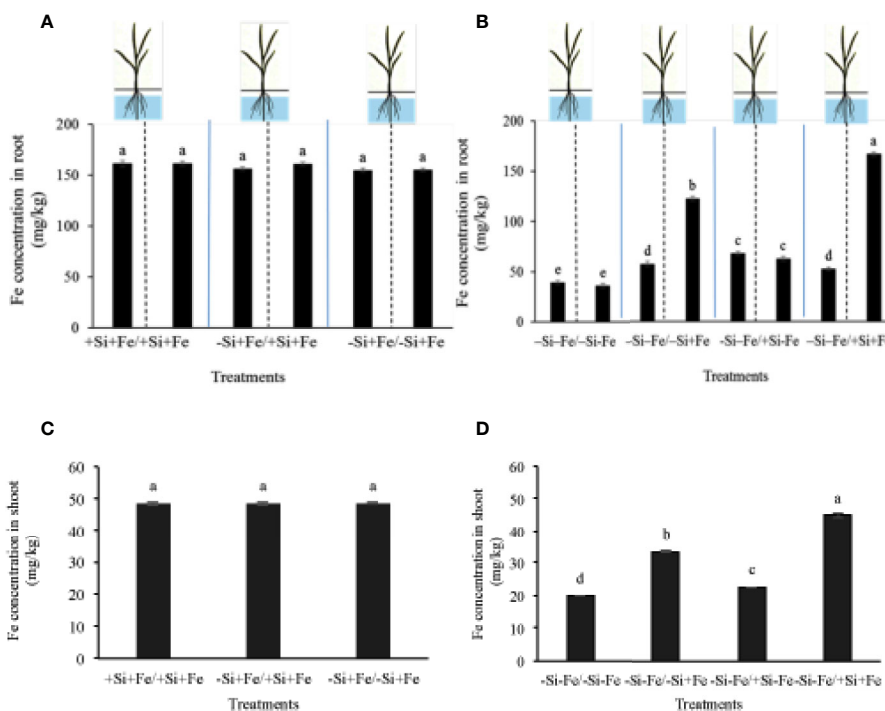 A
B
Fe concentration in root
(mg/kg)
200
150
100
50
0
a
a
a
a
a
a
+Si+Fe/+Si+Fe
-Si+Fe/+Si+Fe
-Si+Fe/-Si+Fe
Treatments
Fe concentration in root
(mg/kg)
200
150
100
50
0
e
e
d
b
c
c
d
a
–Si–Fe/–Si-Fe
–Si–Fe/–Si+Fe
-Si–Fe/+Si-Fe
–Si–Fe/+Si+Fe
Treatments
C
D
Fe concentration in shoot
(mg/kg)
60
50
40
30
20
10
0
a
a
a
+Si+Fe/+Si+Fe
-Si+Fe/+Si+Fe
-Si+Fe/-Si+Fe
Treatments
Fe concentration in shoot
(mg/kg)
60
50
40
30
20
10
0
d
b
c
a
-Si-Fe/-Si-Fe
-Si-Fe/-Si+Fe
-Si-Fe/+Si-Fe
-Si-Fe/+Si+Fe
Treatments